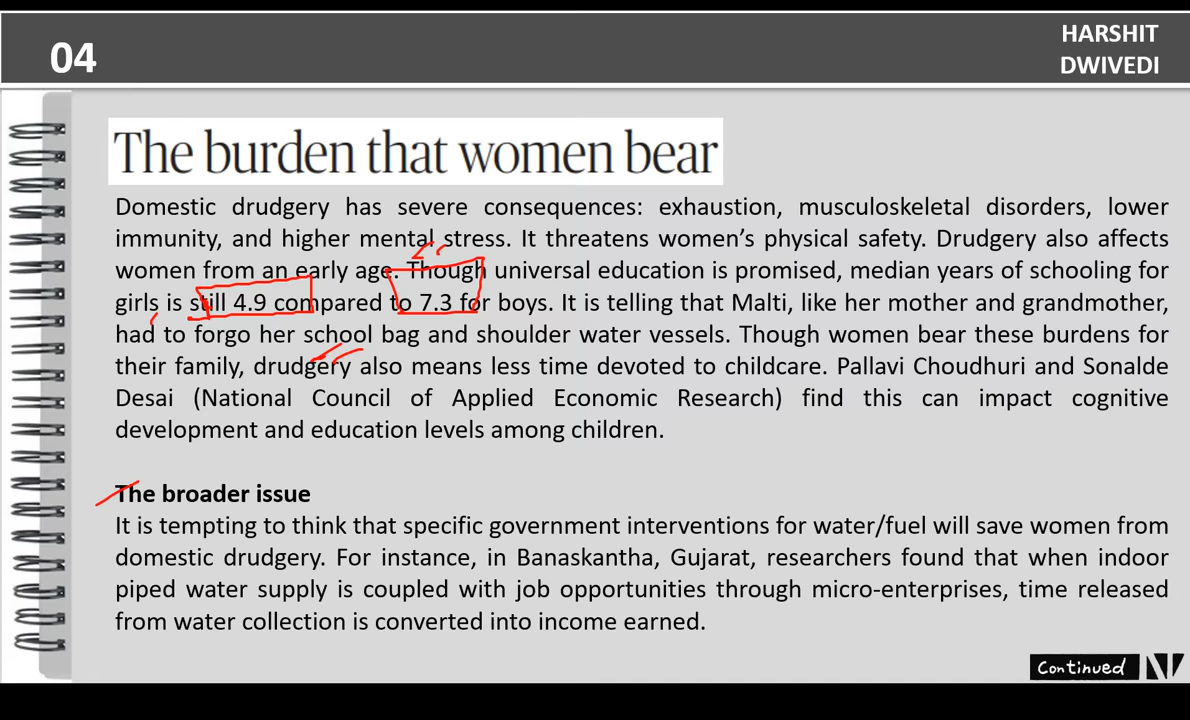 04
HARSHIT
DWIVEDI
The burden that women bear
Domestic drudgery has severe consequences: exhaustion, musculoskeletal disorders, lower
immunity, and higher mental stress. It threatens women's physical safety. Drudgery also affects
women from an early age. Though universal education is promised, median years of schooling for
girls is still 4.9 compared to 7.3 for boys. It is telling that Malti, like her mother and grandmother,
had to forgo her school bag and shoulder water vessels. Though women bear these burdens for
their family, drudgery also means less time devoted to childcare. Pallavi Choudhuri and Sonalde
Desai (National Council of Applied Economic Research) find this can impact cognitive
development and education levels among children.
The broader issue
It is tempting to think that specific government interventions for water/fuel will save women from
domestic drudgery. For instance, in Banaskantha, Gujarat, researchers found that when indoor
piped water supply is coupled with job opportunities through micro-enterprises, time released
from water collection is converted into income earned.
Continued